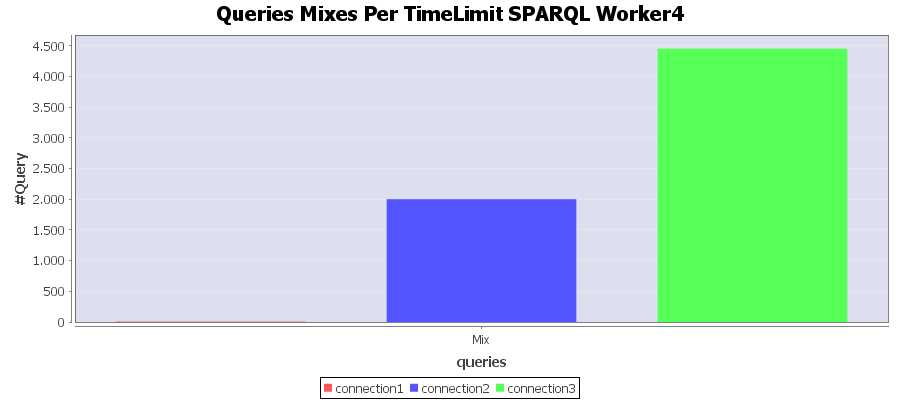 Queries Mixes Per TimeLimit SPARQL Worker4
#Query
4.500
4.000
3.500
3.000
2.500
2.000
1.500
1.000
500
0
Mix
queries
connection1 connection2 connection3